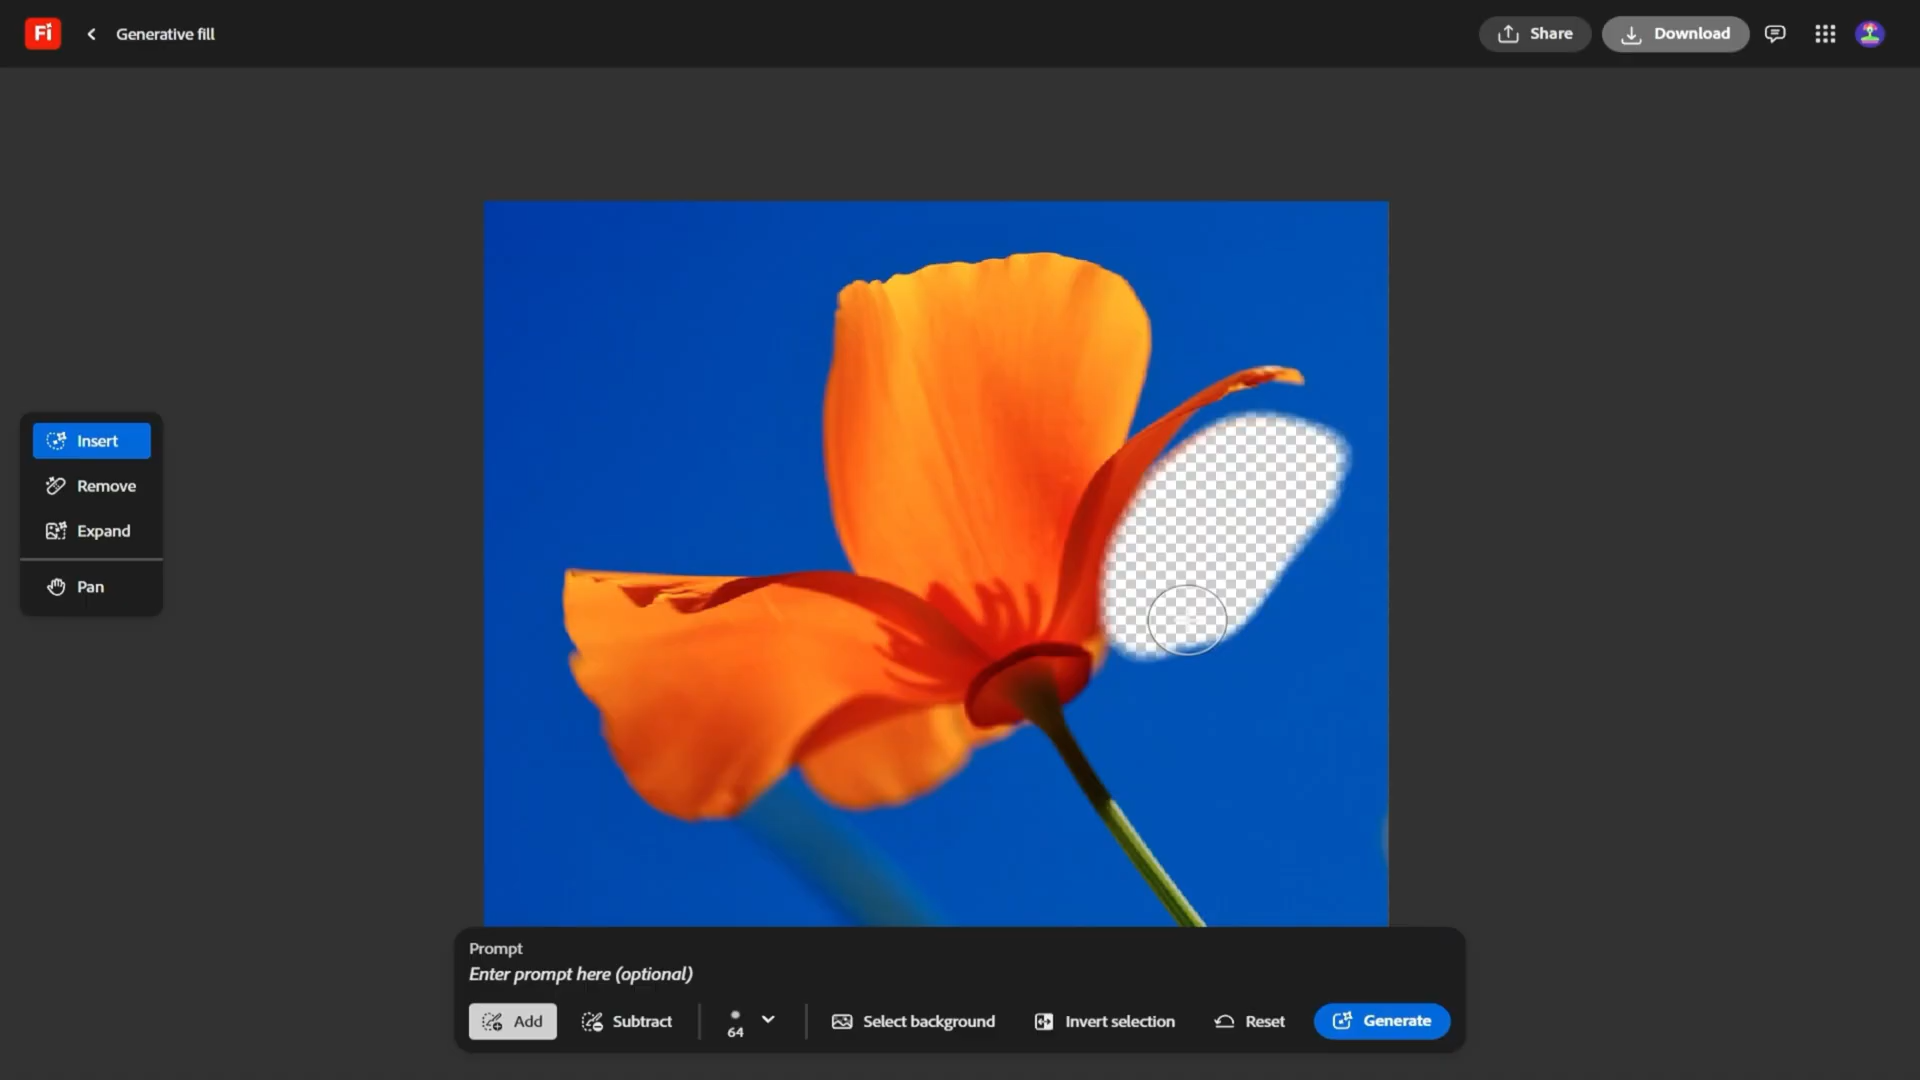 Fi
Generative fill
Share
Download
Insert
Remove
Expand
Pan
Prompt
Enter prompt here (optional)
Add
Subtract
64
Select background
Invert selection
Reset
Generate